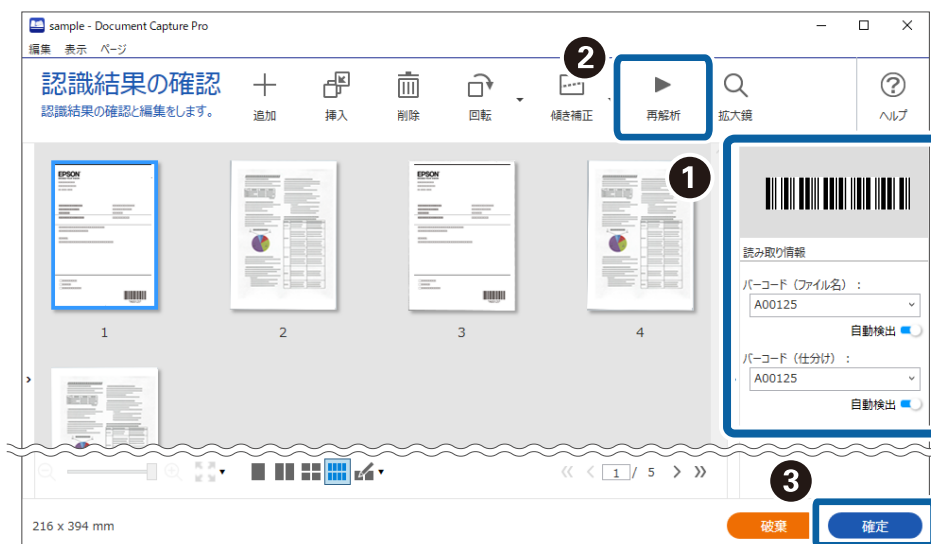 sample - Document Capture Pro
編集 表示 ページ
認識結果の確認
認識結果の確認と編集をします。
追加
挿入
削除
回転
傾き補正
再解析
拡大鏡
ヘルプ
2
1
EPSON
EPSON
1
2
3
4
読み取り情報
バーコード（ファイル名）：
A00125
自動検出
バーコード（仕分け）：
A00125
自動検出
1 / 5
3
216 x 394 mm
破棄
確定